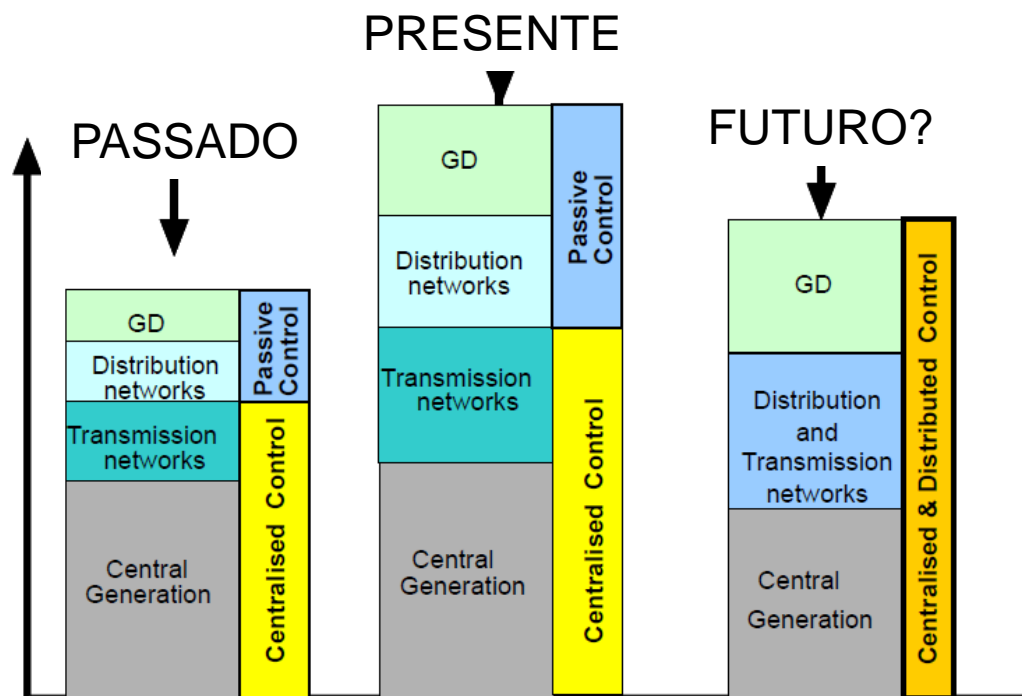 PRESENTE
PASSADO
FUTURO?
GD
Distribution
networks
Transmission
networks
Central
Generation
Passive
Control
Centralised Control
GD
Distribution
networks
Transmission
networks
Central
Generation
Passive
Control
Centralised Control
GD
Distribution
and
Transmission
networks
Central
Generation
Centralised & Distributed Control